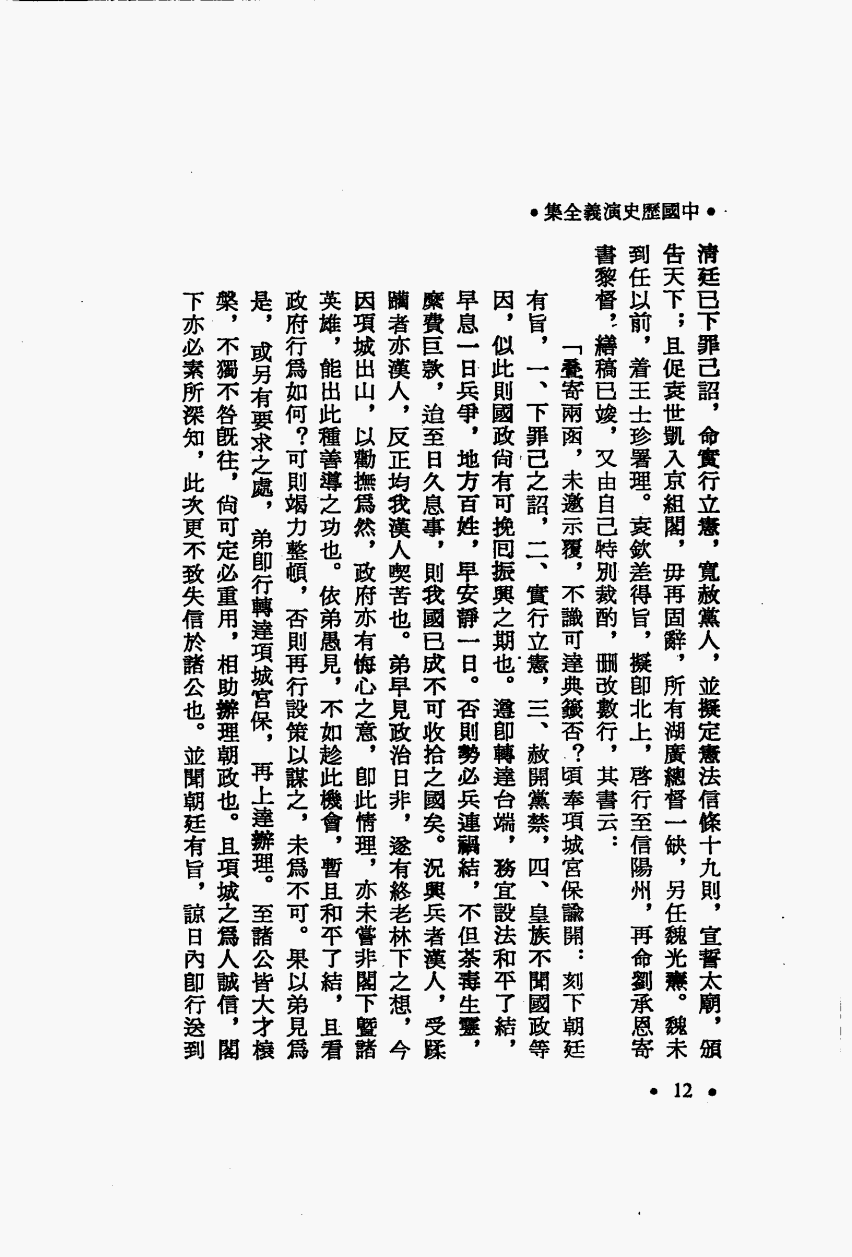 •中國歷史演義全集•
清廷已下罪己詔，命實行立憲，寬赦黨人，並擬定憲法信條十九則，宣誓太廟，頒
告天下；且促袁世凱入京組閣，毋再固辭，所有湖廣總督一缺，另任魏光燾。魏未
到任以前，着王士珍署理。袁欽差得旨，擬卽北上，啓行至信陽州，再命劉承恩寄
書黎督，繕稿已竣，又由自己特別裁酌，刪改數行，其書云：
「叠寄兩函，未邀示覆，不識可達典籤否？頃奉項城宮保諭開：刻下朝廷
有旨，一、下罪己之詔，二、實行立憲，三、赦開黨禁，四、皇族不聞國政等
因，似此則國政尙有可挽回振興之期也。遵卽轉達台端，務宜設法和平了結，
早息一日兵爭，地方百姓，早安靜一日。否則勢必兵連禍結，不但荼毒生靈，
縻費巨款，迨至日久息事，則我國已成不可收拾之國矣。況興兵者漢人，受蹂
躪者亦漢人，反正均我漢人喫苦也。弟早見政治日非，遂有終老林下之想，今
因項城出山，以勸撫爲然，政府亦有悔心之意，卽此情理，亦未嘗非閣下暨諸
英雄，能出此種善導之功也。依弟愚見，不如趁此機會，暫且和平了結，且看
政府行爲如何？可則竭力整頓，否則再行設策以謀之，未爲不可。果以弟見爲
是，或另有要求之處，弟卽行轉達項城宮保，再上達辦理。至諸公皆大才榱
槃，不獨不咎旣往，尙可定必重用，相助辦理朝政也。且項城之爲人誠信，閣
下亦必素所深知，此次更不致失信於諸公也。並聞朝廷有旨，諒日內卽行送到
•12•